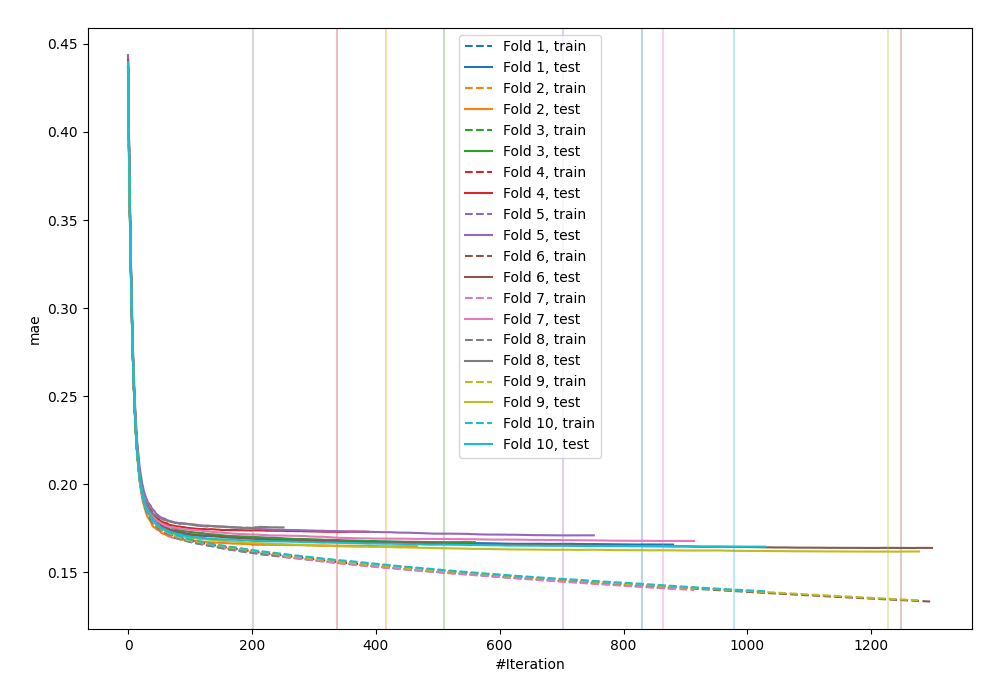 0.45
0.40
0.35
0.30
0.25
0.20
0.15
mae
Fold 1, train
Fold 1, test
Fold 2, train
Fold 2, test
Fold 3, train
Fold 3, test
Fold 4, train
Fold 4, test
Fold 5, train
Fold 5, test
Fold 6, train
Fold 6, test
Fold 7, train
Fold 7, test
Fold 8, train
Fold 8, test
Fold 9, train
Fold 9, test
Fold 10, train
Fold 10, test
0 200 400 600 800 1000 1200
#Iteration